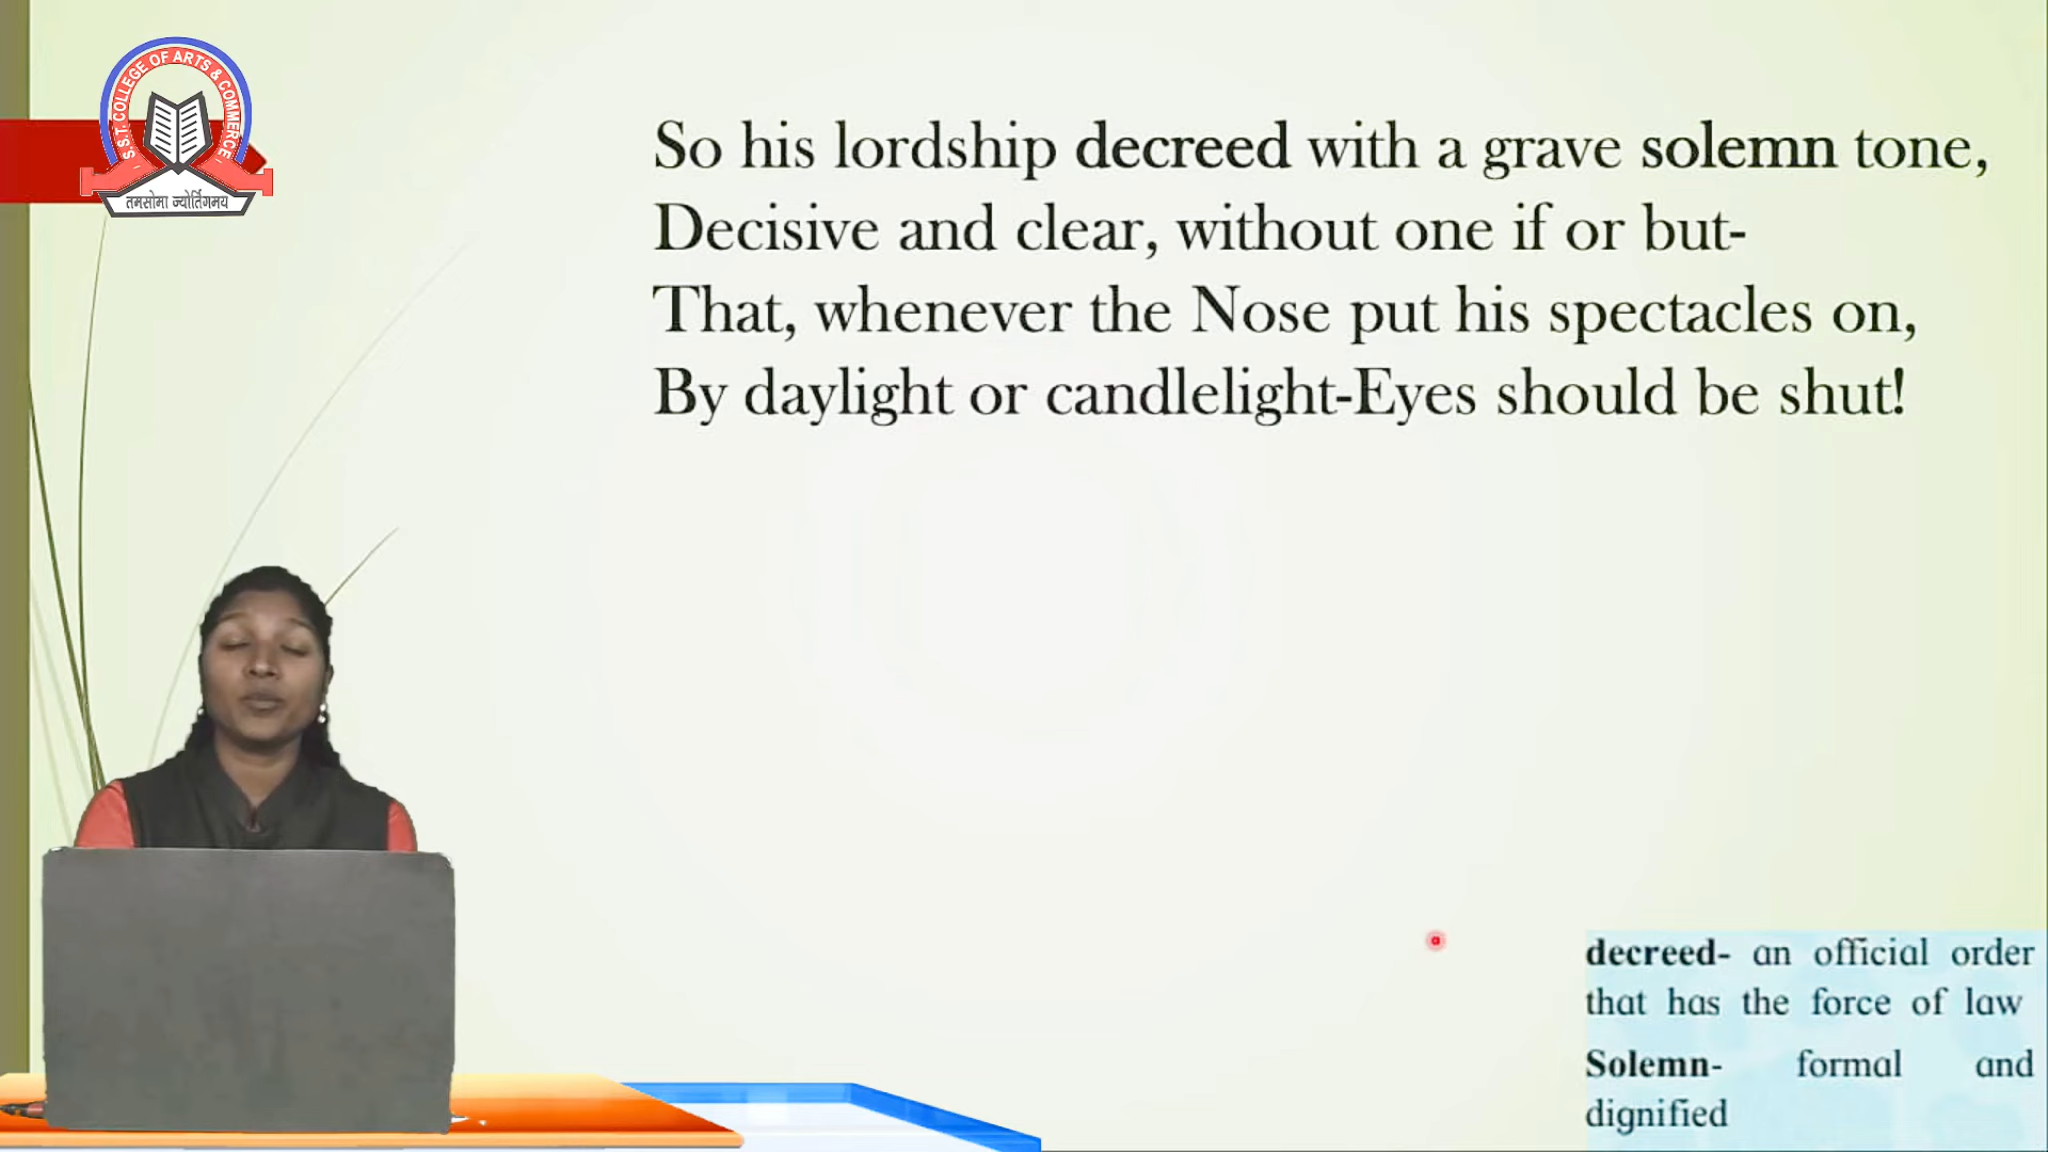 S.S.T. COLLEGE OF ARTS & COMMERCE
तमसोमा ज्योर्तिगमय
So his lordship decreed with a grave solemn tone,
Decisive and clear, without one if or but-
That, whenever the Nose put his spectacles on,
By daylight or candlelight-Eyes should be shut!
decreed- an official order
that has the force of law
Solemn- formal and
dignified